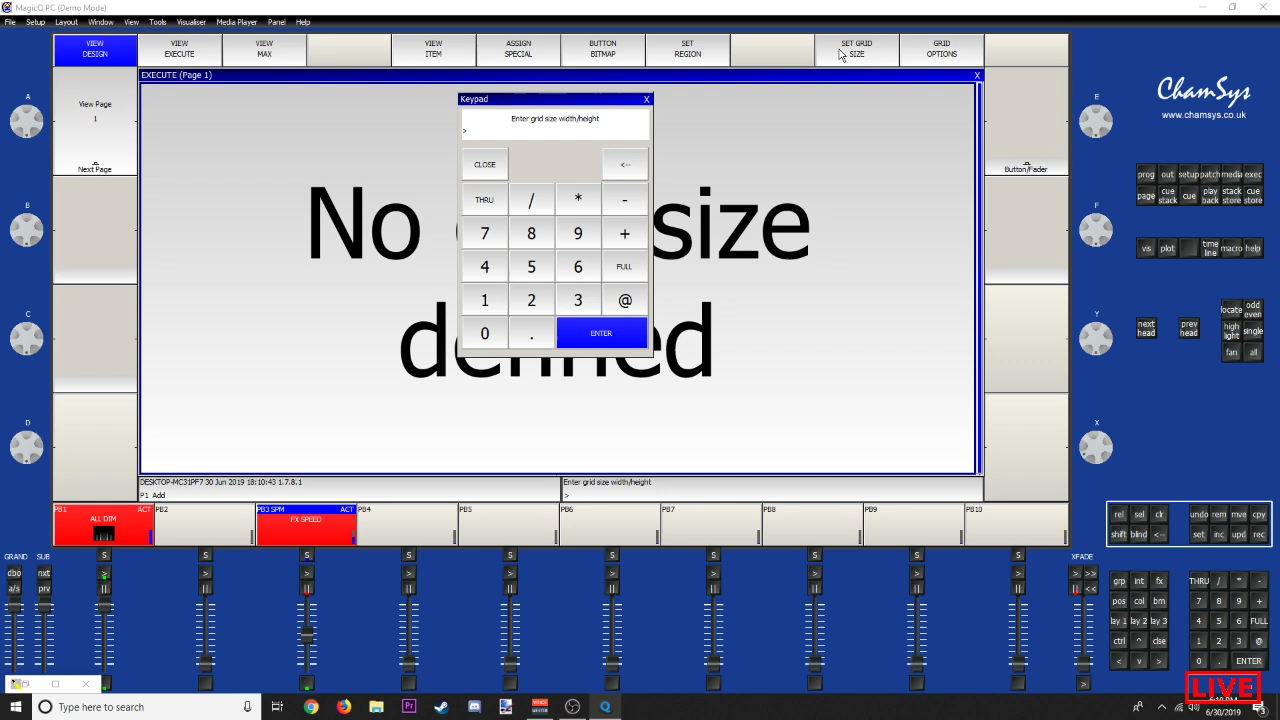 MagicQ PC (Demo Mode)
File Setup Layout Window View Tools Visualiser Media Player Panel Help
VIEW DESIGN
VIEW EXECUTE
VIEW MAX
VIEW ITEM
ASSIGN SPECIAL
BUTTON BITMAP
SET REGION
SET GRID SIZE
GRID OPTIONS
EXECUTE (Page 1) X
View Page
1
Next Page
Button/Fader
No size
defined
Keypad X
Enter grid size width/height
>
CLOSE <--
THRU / * -
7 8 9 +
4 5 6 FULL
1 2 3 @
0 . ENTER
A
B
C
D
E
F
Y
X
ChamSys
www.chamsys.co.uk
prog out setup patch media exec
page cue stack cue play back stack store cue store
vis plot time line macro help
next head prev head
locate odd even
high light single
fan all
DESKTOP-MC31PF7 30 Jun 2019 18:10:43 1.7.8.1
P1 Add
Enter grid size width/height
>
PB1 ACT
ALL DIM
PB2
PB3 SPM ACT
FX SPEED
PB4
PB5
PB6
PB7
PB8
PB9
PB10
rel sel clr undo rem mve cpy
shift blind <-- set inc upd rec
GRAND SUB XFADE
S S S S S S S S S S
dbo nxt > > > > > > > > > > > >>
a/s prv || || || || || || || || || || || <<
grp int fx THRU / * -
pos col bm 7 8 9 +
lay 1 lay 2 lay 3 4 5 6 FULL
ctrl ^ clse 1 2 3 @
< v > 0 . ENTER
>
LIVE
Type here to search
6:10 PM
6/30/2019
3